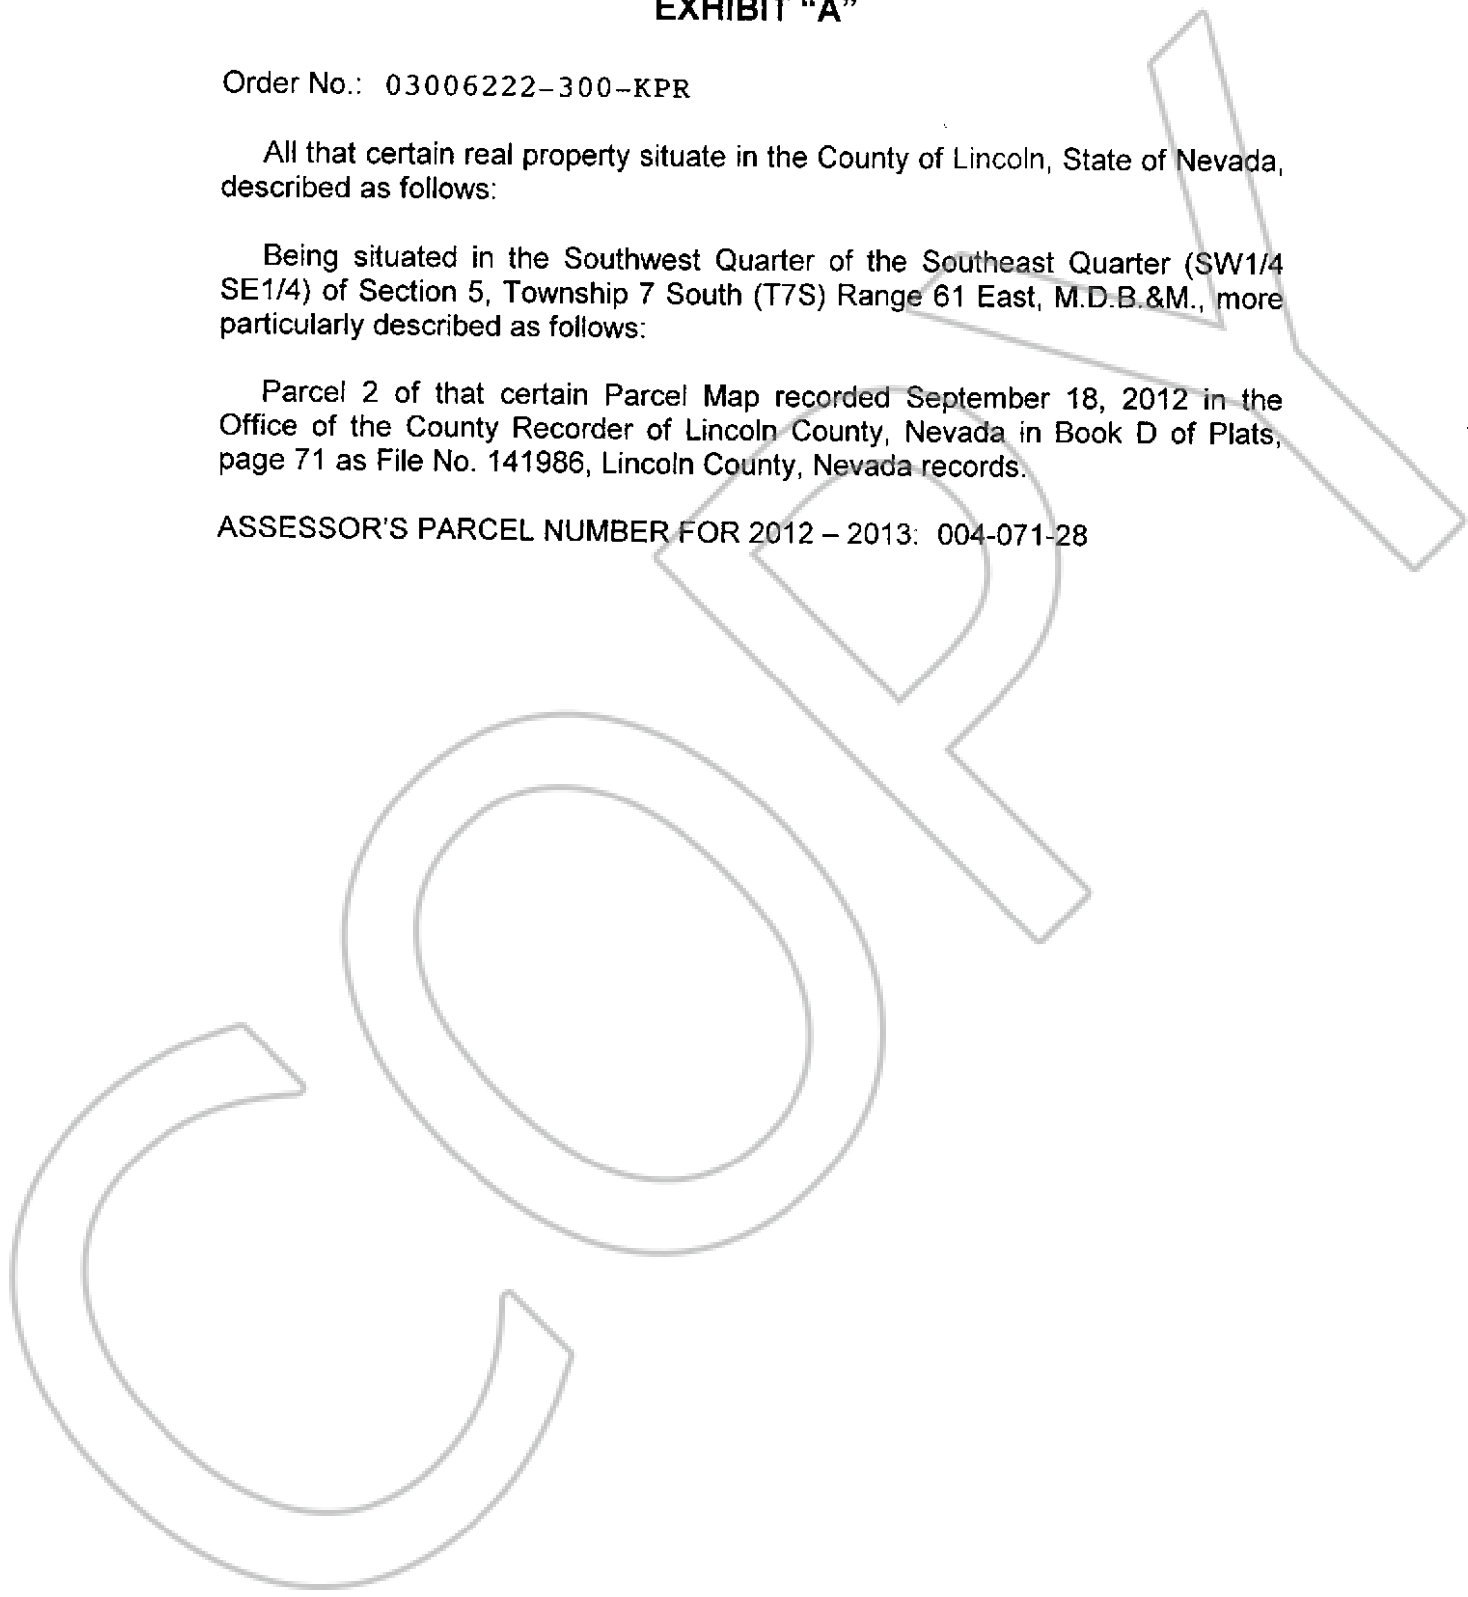 EXHIBIT “A”
Order No.: 03006222-300-KPR
All that certain real property situate in the County of Lincoln, State of Nevada,
described as follows:
Being situated in the Southwest Quarter of the Southeast Quarter (SW1/4
SE1/4) of Section 5, Township 7 South (T7S) Range 61 East, M.D.B.&M., more
particularly described as follows:
Parcel 2 of that certain Parcel Map recorded September 18, 2012 in the
Office of the County Recorder of Lincoln County, Nevada in Book D of Plats,
page 71 as File No. 141986, Lincoln County, Nevada records.
ASSESSOR'S PARCEL NUMBER FOR 2012 – 2013: 004-071-28
COPY